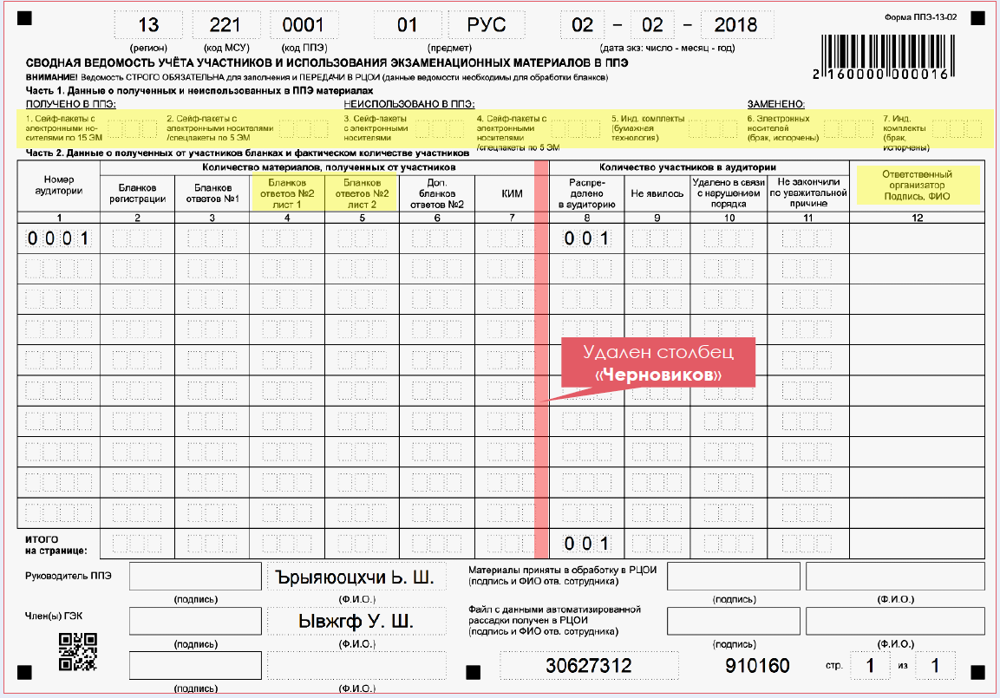 13 221 0001 01 РУС 02 – 02 – 2018 Форма ППЭ-13-02
(регион) (код МСУ) (код ППЭ) (предмет) (дата экз: число - месяц - год)
СВОДНАЯ ВЕДОМОСТЬ УЧЁТА УЧАСТНИКОВ И ИСПОЛЬЗОВАНИЯ ЭКЗАМЕНАЦИОННЫХ МАТЕРИАЛОВ В ППЭ
ВНИМАНИЕ! Ведомость СТРОГО ОБЯЗАТЕЛЬНА для заполнения и ПЕРЕДАЧИ В РЦОИ (данные ведомости необходимы для обработки бланков)
2 160000 000016
Часть 1. Данные о полученных и неиспользованных в ППЭ материалах
ПОЛУЧЕНО В ППЭ: НЕИСПОЛЬЗОВАНО В ППЭ: ЗАМЕНЕНО:
1. Сейф-пакеты с
электронными но-
сителями по 15 ЭМ
2. Сейф-пакеты с
электронными носителями
/спецпакеты по 5 ЭМ
3. Сейф-пакеты
с электронными
носителями
4. Сейф-пакеты с
электронными
носителями
/спецпакеты по 5 ЭМ
5. Инд. комплекты
(бумажная
технология)
6. Электронных
носителей
(брак, испорчены)
7. Инд.
комплекты
(брак,
испорчены)
Часть 2. Данные о полученных от участников бланках и фактическом количестве участников
Номер
аудитории
Количество материалов, полученных от участников
Бланков
регистрации
Бланков
ответов №1
Бланков
ответов №2
лист 1
Бланков
ответов №2
лист 2
Доп.
бланков
ответов №2
КИМ
Количество участников в аудитории
Распре-
делено
в аудиторию
Не явилось
Удалено в связи
с нарушением
порядка
Не закончили
по уважительной
причине
Ответственный
организатор
Подпись, ФИО
1 2 3 4 5 6 7 8 9 10 11 12
0001 001
Удален столбец
«Черновиков»
ИТОГО
на странице:
001
Руководитель ППЭ Ърыяюоцхчи Ь. Ш.
(подпись) (Ф.И.О.)
Материалы приняты в обработку в РЦОИ
(подпись и ФИО отв. сотрудника)
(подпись) (Ф.И.О.)
Член(ы) ГЭК Ывжгф У. Ш.
(подпись) (Ф.И.О.)
Файл с данными автоматизированной
рассадки получен в РЦОИ
(подпись и ФИО отв. сотрудника)
(подпись) (Ф.И.О.)
30627312 910160 стр. 1 из 1
(подпись) (Ф.И.О.)